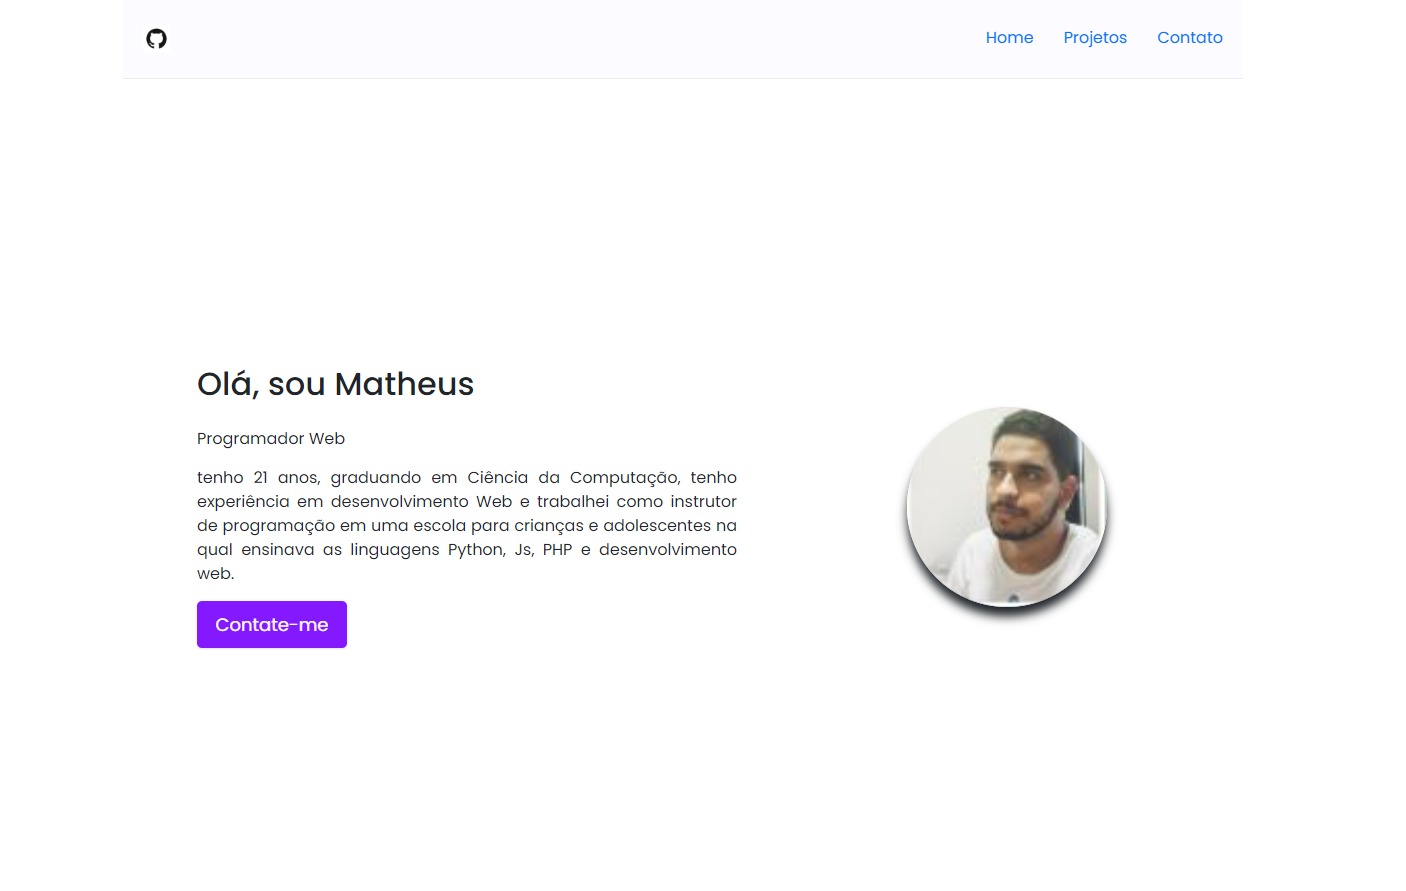 Home Projetos Contato
Olá, sou Matheus
Programador Web
tenho 21 anos, graduando em Ciência da Computação, tenho
experiência em desenvolvimento Web e trabalhei como instrutor
de programação em uma escola para crianças e adolescentes na
qual ensinava as linguagens Python, Js, PHP e desenvolvimento
web.
Contate-me